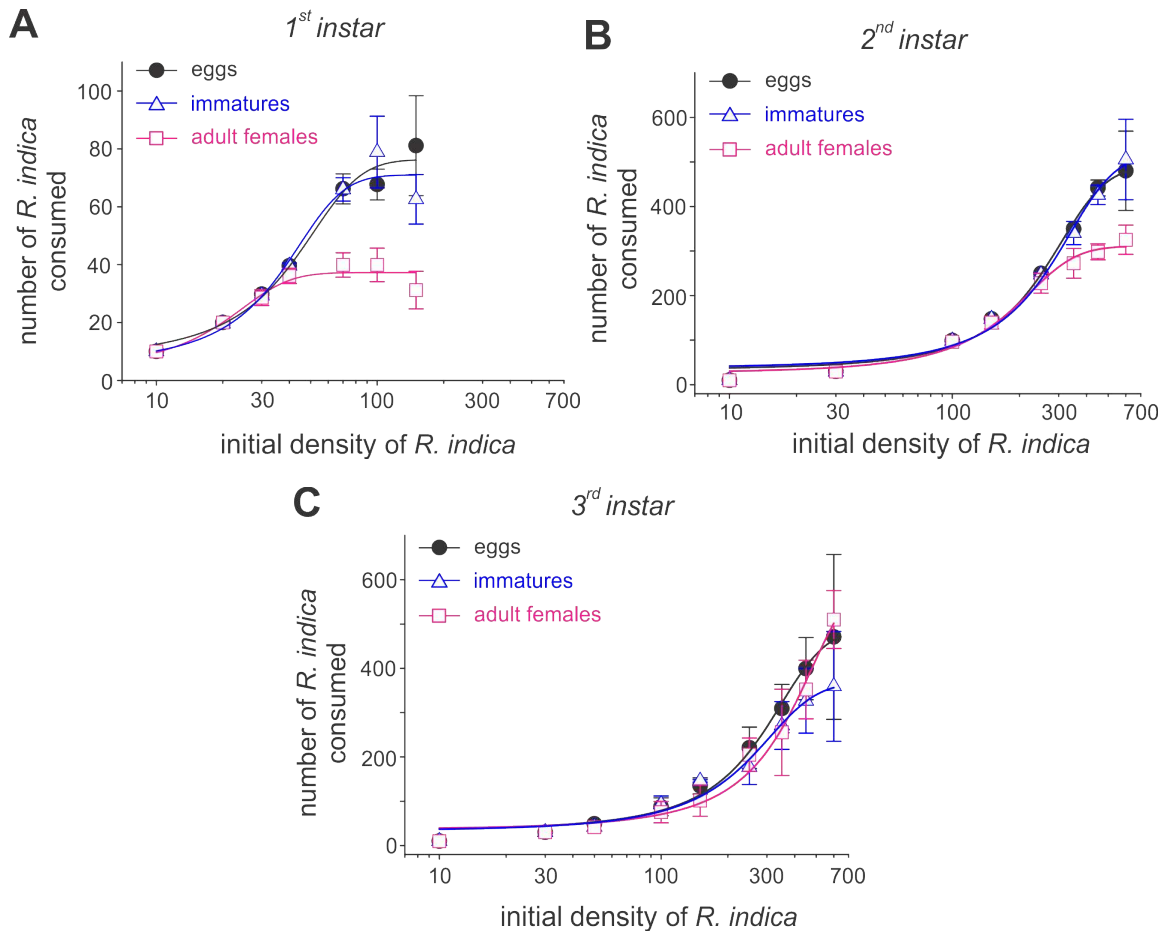 A
1st instar
eggs
immatures
adult females
100
80
60
40
20
0
number of R. indica
consumed
10 30 100 300 700
initial density of R. indica
B
2nd instar
eggs
immatures
adult females
600
400
200
0
number of R. indica
consumed
10 30 100 300 700
initial density of R. indica
C
3rd instar
eggs
immatures
adult females
600
400
200
0
number of R. indica
consumed
10 30 100 300 700
initial density of R. indica